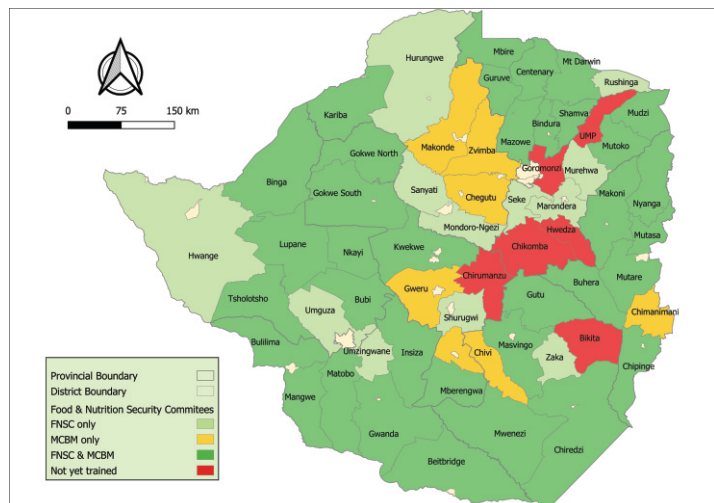 Mbire
Mt Darwin
Hurungwe
Centenary
Guruve
Rushinga
0 75 150 km
Kariba
Shamva
Mudzi
Bindura
UMP
Makonde
Zvimba
Mazowe
Mutoko
Gokwe North
Goromonzi
Murehwa
Binga
Gokwe South
Sanyati
Chegutu
Seke
Makoni
Marondera
Nyanga
Mondoro-Ngezi
Hwedza
Mutasa
Lupane
Nkayi
Kwekwe
Chikomba
Hwange
Chirumanzu
Mutare
Gweru
Buhera
Tsholotsho
Bubi
Gutu
Umguza
Shurugwi
Chimanimani
Bulilima
Umzingwane
Insiza
Chivi
Masvingo
Bikita
Zaka
Chipinge
Matobo
Mberengwa
Mangwe
Gwanda
Mwenezi
Chiredzi
Beitbridge
Provincial Boundary
District Boundary
Food & Nutrition Security Commitees
FNSC only
MCBM only
FNSC & MCBM
Not yet trained